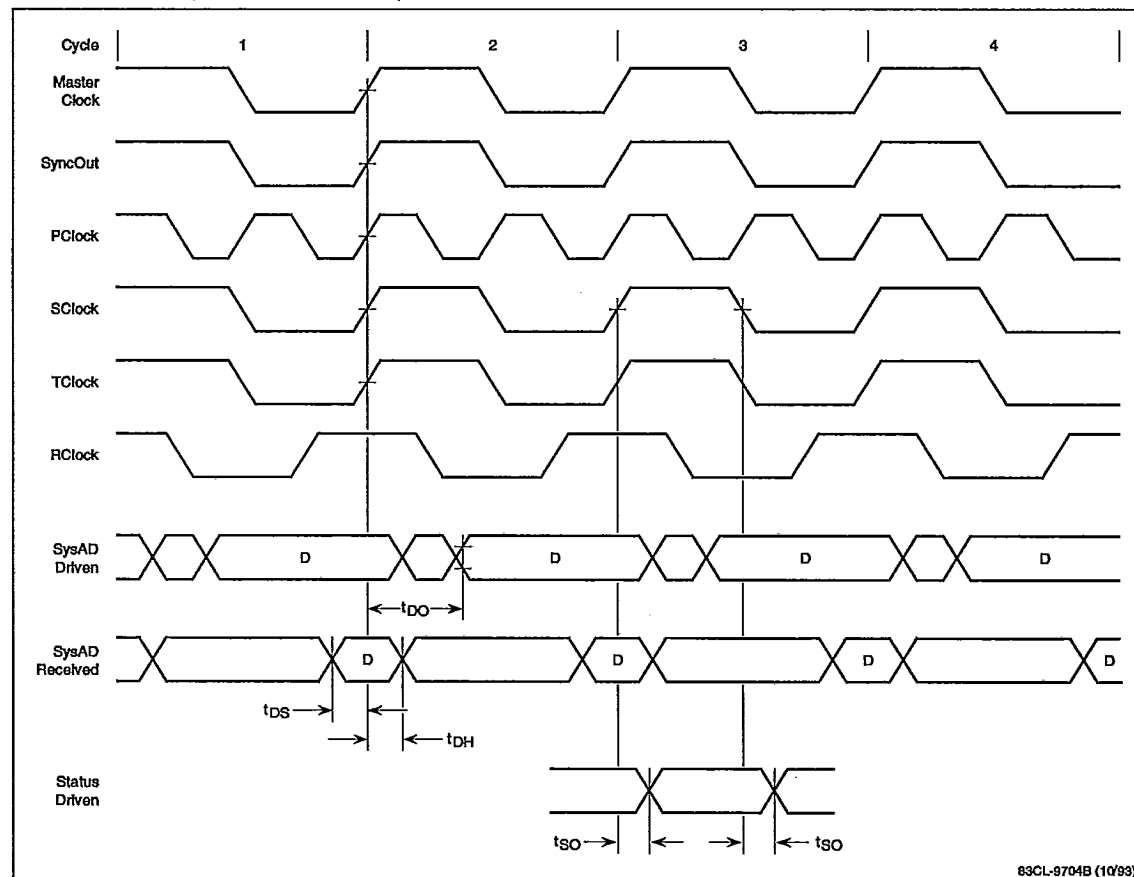 Cycle 1 2 3 4
Master
Clock
SyncOut
PClock
SClock
TClock
RClock
SysAD
Driven
D D D D
tDO
SysAD
Received
D D D D
tDS
tDH
Status
Driven
tSO tSO
83CL-9704B (10/93)